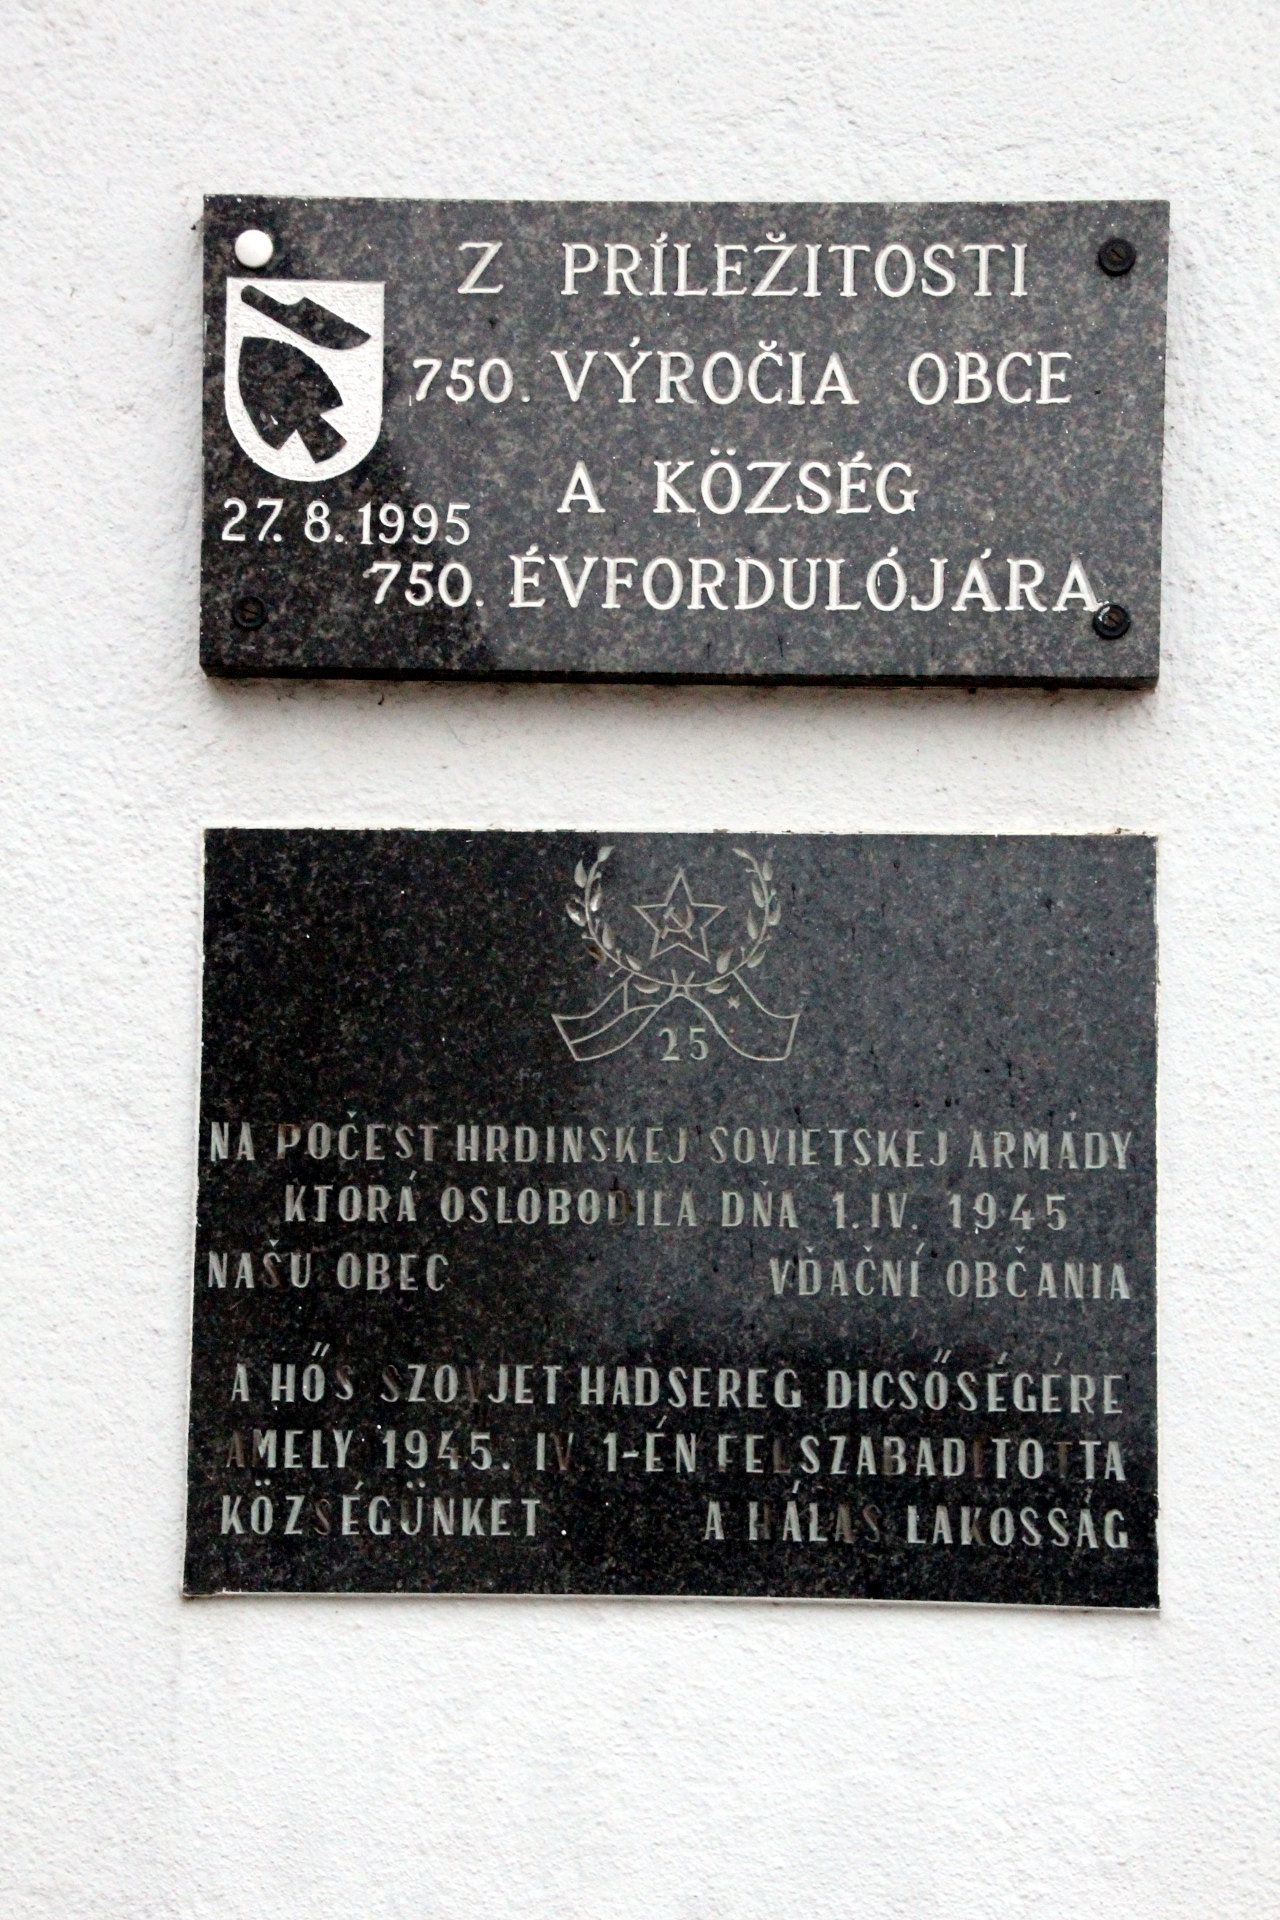 Z PRÍLEŽITOSTI
750. VÝROČIA OBCE
A KÖZSÉG
27. 8. 1995
750. ÉVFORDULÓJÁRA
25
NA POČEST HRDINSKEJ SOVIETSKEJ ARMÁDY
KTORÁ OSLOBODILA DŇA 1. IV. 1945
NAŠU OBEC VĎAČNÍ OBČANIA
A HŐS SZOVJET HADSEREG DICSŐSÉGÉRE
AMELY 1945. IV. 1-ÉN FELSZABADÍTOTTA
KÖZSÉGÜNKET A HÁLÁS LAKOSSÁG